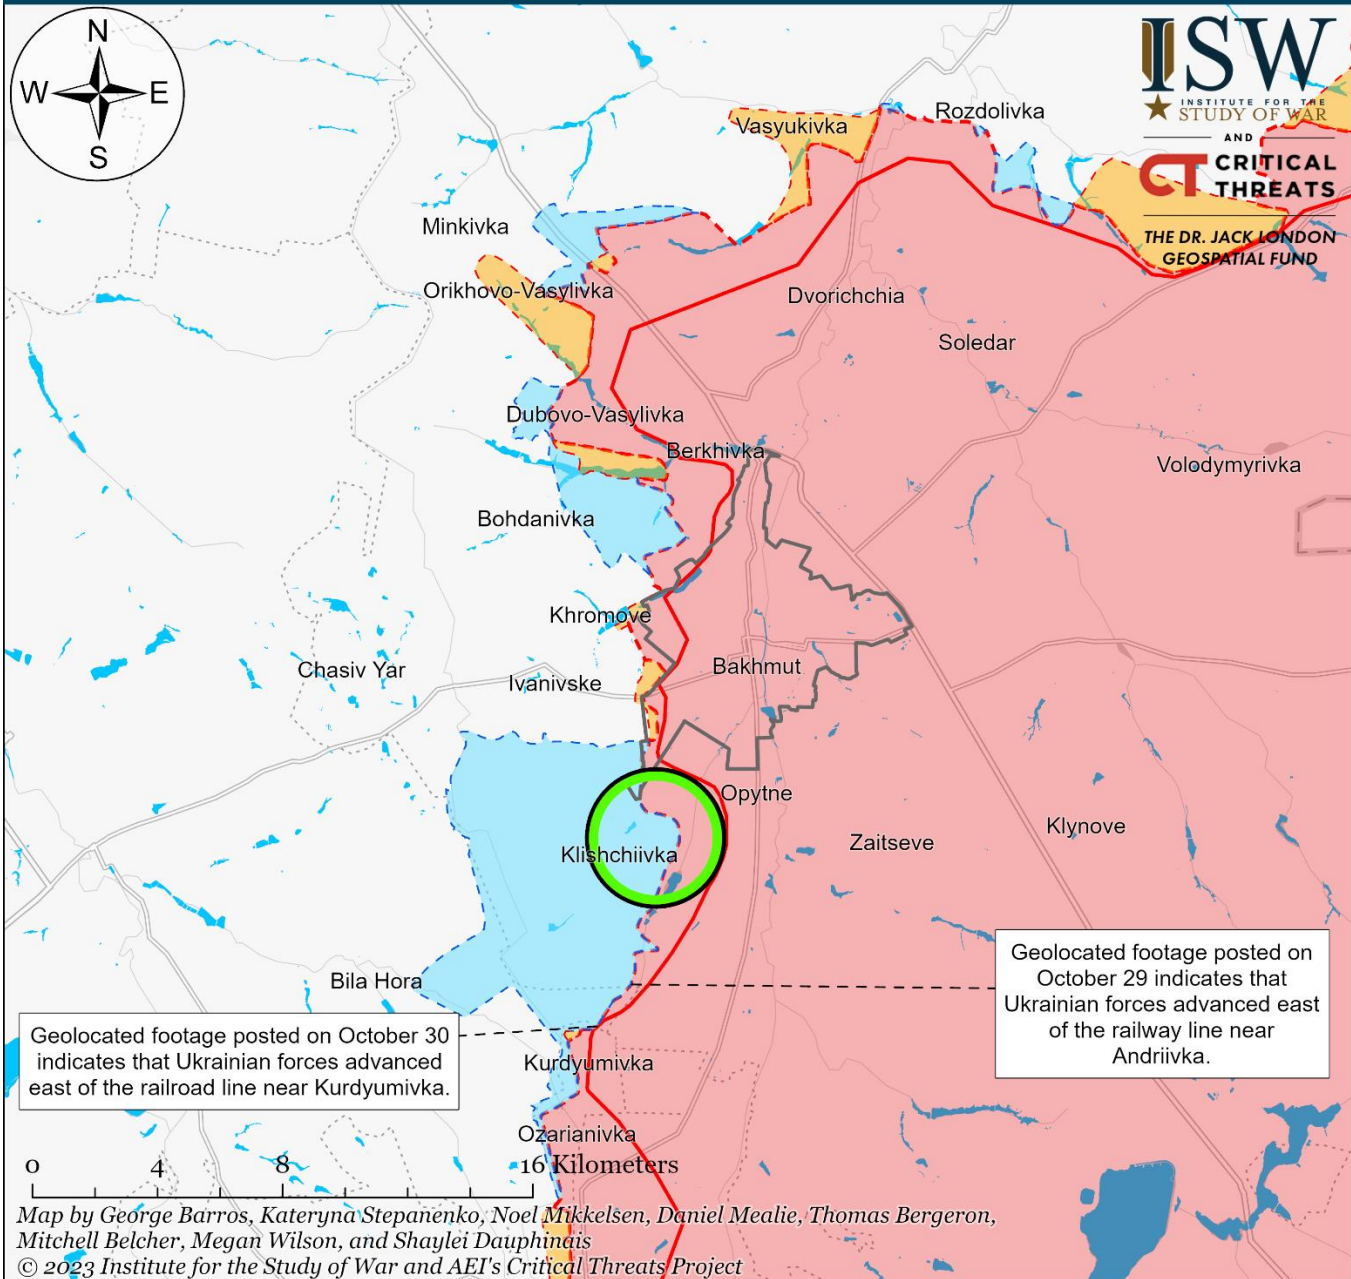 N
W E
S
ISW
INSTITUTE FOR THE
STUDY OF WAR
AND
CT CRITICAL
THREATS
THE DR. JACK LONDON
GEOSPATIAL FUND
Rozdolivka
Vasyukivka
Minkivka
Orikhovo-Vasylivka
Dvorichchia
Soledar
Dubovo-Vasylivka
Berkhivka
Volodymyrivka
Bohdanivka
Khromove
Chasiv Yar
Ivanivske
Bakhmut
Opytne
Klynove
Zaitseve
Klishchiivka
Bila Hora
Geolocated footage posted on
October 29 indicates that
Ukrainian forces advanced east
of the railway line near
Andriivka.
Geolocated footage posted on October 30
indicates that Ukrainian forces advanced
east of the railroad line near Kurdyumivka.
Kurdyumivka
Ozarianivka
0 4 8 16 Kilometers
Map by George Barros, Kateryna Stepanenko, Noel Mikkelsen, Daniel Mealie, Thomas Bergeron,
Mitchell Belcher, Megan Wilson, and Shaylei Dauphinais
© 2023 Institute for the Study of War and AEI's Critical Threats Project